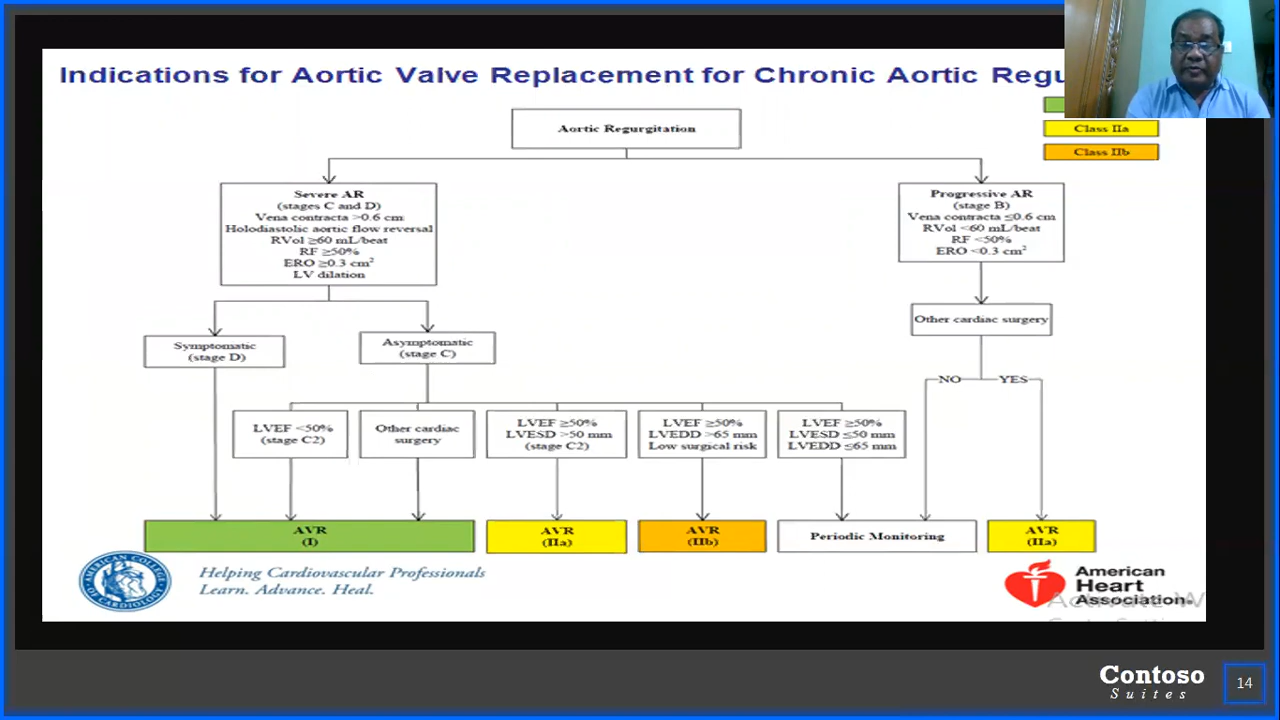 Indications for Aortic Valve Replacement for Chronic Aortic
Class IIa
Class IIb
Aortic Regurgitation
Severe AR
(stages C and D)
Vena contracta >0.6 cm
Holodiastolic aortic flow reversal
RVol ≥60 mL/beat
RF ≥50%
ERO ≥0.3 cm²
LV dilation
Progressive AR
(stage B)
Vena contracta ≤0.6 cm
RVol <60 mL/beat
RF <50%
ERO <0.3 cm²
Symptomatic
(stage D)
Asymptomatic
(stage C)
Other cardiac surgery
NO
YES
LVEF <50%
(stage C2)
Other cardiac
surgery
LVEF ≥50%
LVESD >50 mm
(stage C2)
LVEF ≥50%
LVEDD >65 mm
Low surgical risk
LVEF ≥50%
LVESD ≤50 mm
LVEDD ≤65 mm
AVR
(I)
AVR
(IIa)
AVR
(IIb)
Periodic Monitoring
AVR
(IIa)
AMERICAN COLLEGE OF CARDIOLOGY
Helping Cardiovascular Professionals
Learn. Advance. Heal.
American
Heart
Association®
Activate W
Contoso
Suites
14